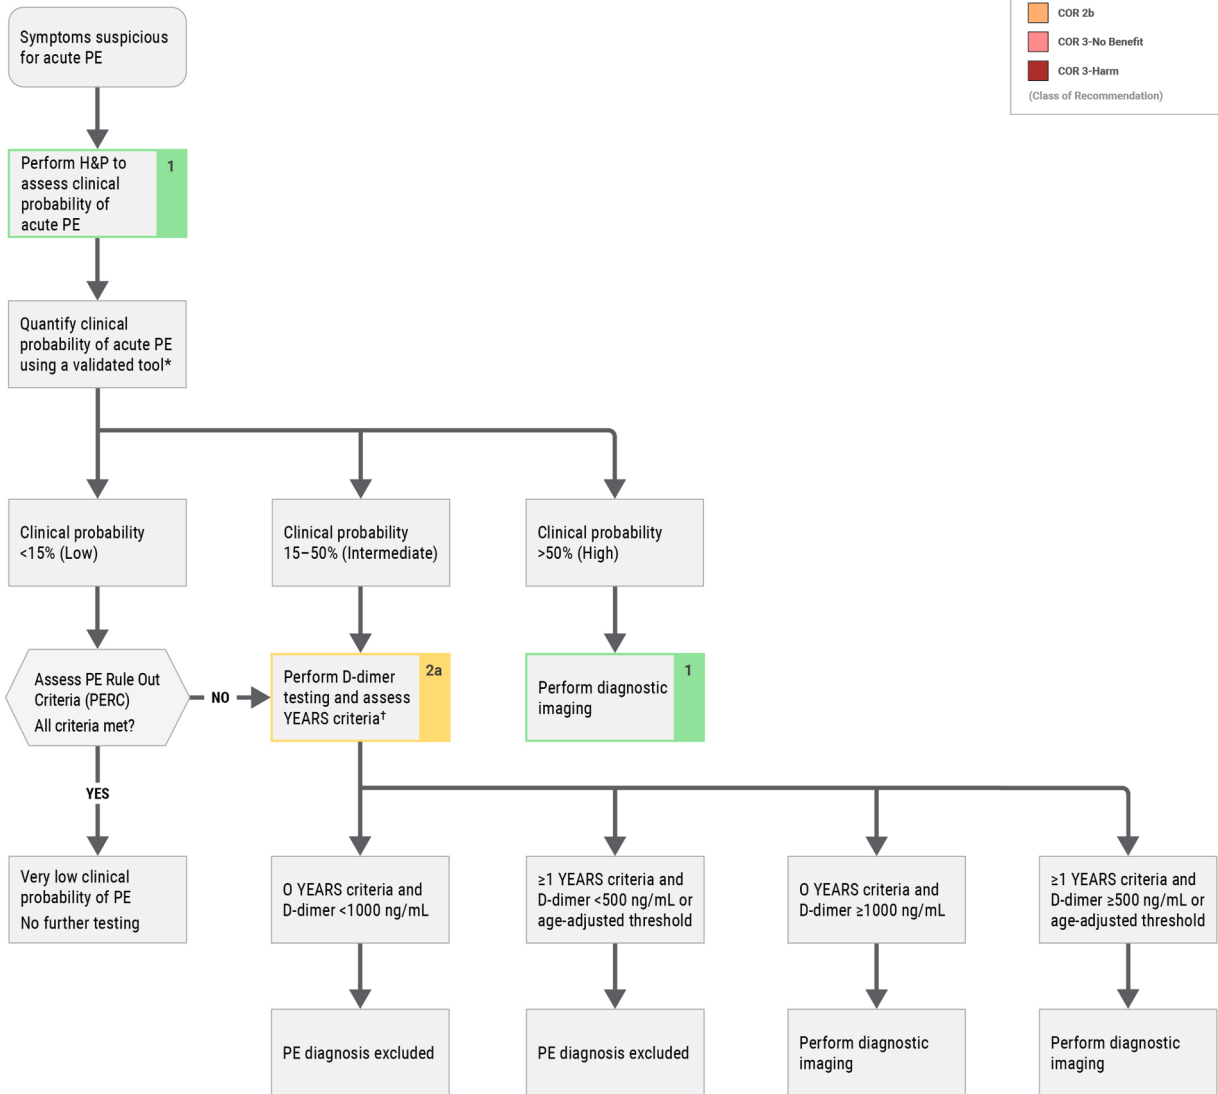 COR 2b
COR 3-No Benefit
COR 3-Harm
(Class of Recommendation)
Symptoms suspicious
for acute PE
Perform H&P to
assess clinical
probability of
acute PE
1
Quantify clinical
probability of acute PE
using a validated tool*
Clinical probability
<15% (Low)
Clinical probability
15–50% (Intermediate)
Clinical probability
>50% (High)
Assess PE Rule Out
Criteria (PERC)
All criteria met?
NO
Perform D-dimer
testing and assess
YEARS criteria†
2a
Perform diagnostic
imaging
1
YES
Very low clinical
probability of PE
No further testing
0 YEARS criteria and
D-dimer <1000 ng/mL
≥1 YEARS criteria and
D-dimer <500 ng/mL or
age-adjusted threshold
0 YEARS criteria and
D-dimer ≥1000 ng/mL
≥1 YEARS criteria and
D-dimer ≥500 ng/mL or
age-adjusted threshold
PE diagnosis excluded
PE diagnosis excluded
Perform diagnostic
imaging
Perform diagnostic
imaging